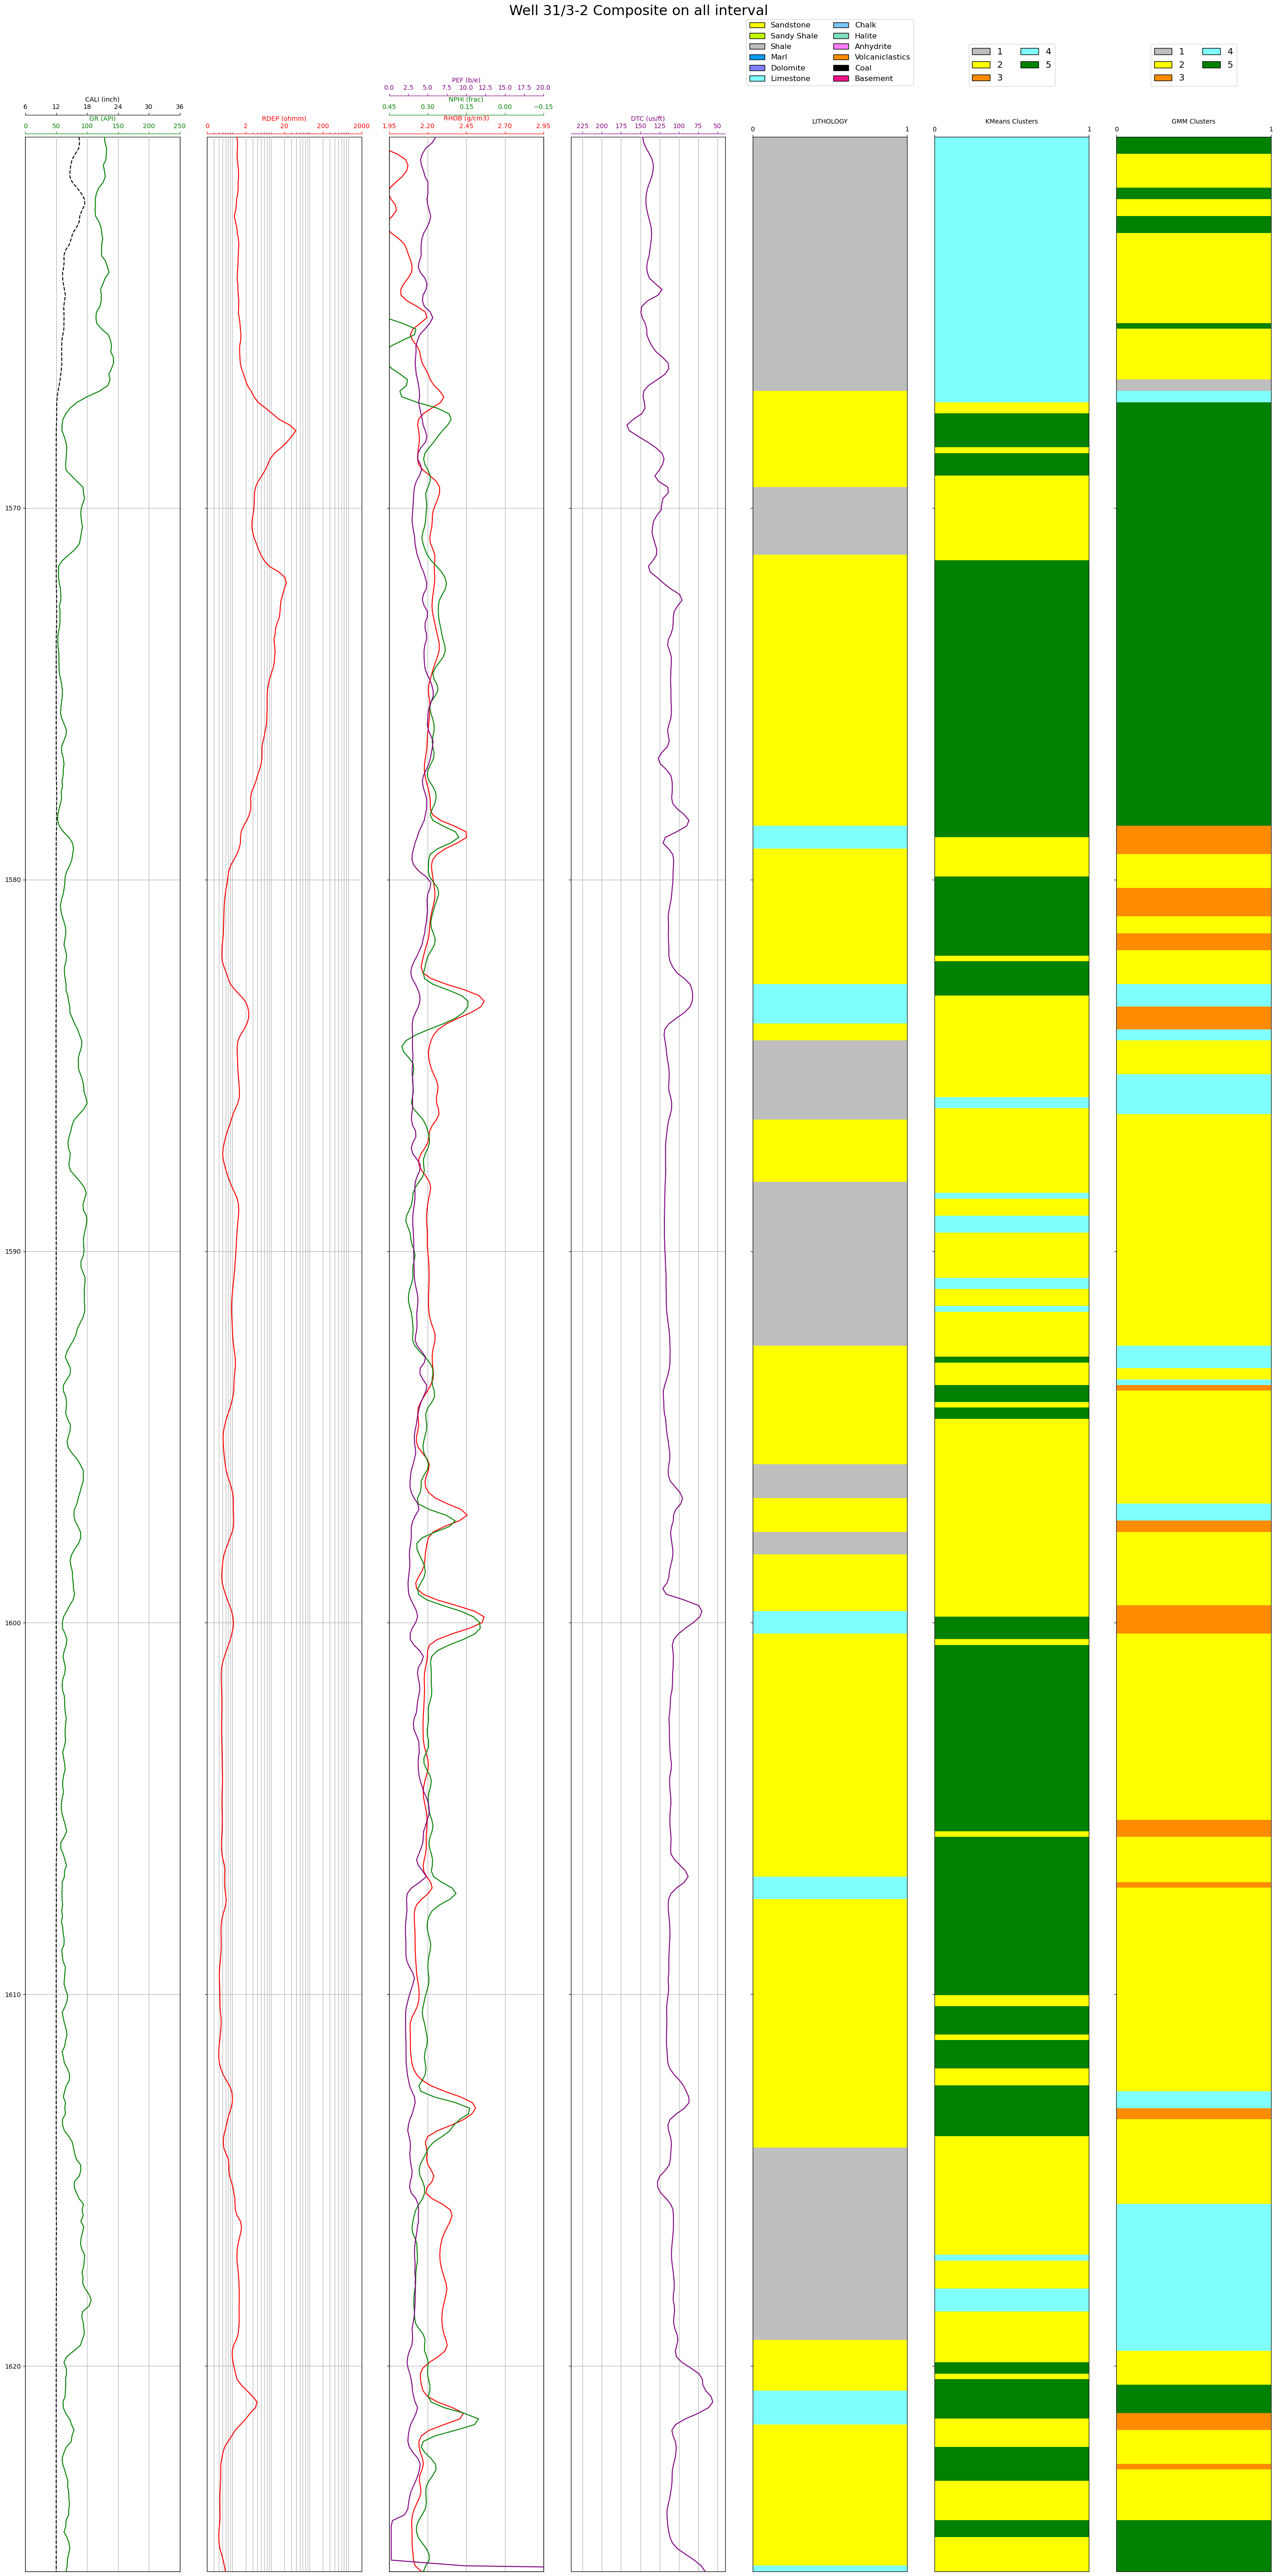 Well 31/3-2 Composite on all interval
Sandstone Chalk
Sandy Shale Halite
Shale Anhydrite
Marl Volcaniclastics
Dolomite Coal
Limestone Basement
1 4
2 5
3
1 4
2 5
3
PEF (b/e)
0.0 2.5 5.0 7.5 10.0 12.5 15.0 17.5 20.0
CALI (inch)
6 12 18 24 30 36
NPHI (frac)
0.45 0.30 0.15 0.00 −0.15
GR (API)
0 50 100 150 200 250
RDEP (ohmm)
0 2 20 200 2000
RHOB (g/cm3)
1.95 2.20 2.45 2.70 2.95
DTC (us/ft)
225 200 175 150 125 100 75 50
LITHOLOGY
0 1
KMeans Clusters
0 1
GMM Clusters
0 1
1570
1580
1590
1600
1610
1620